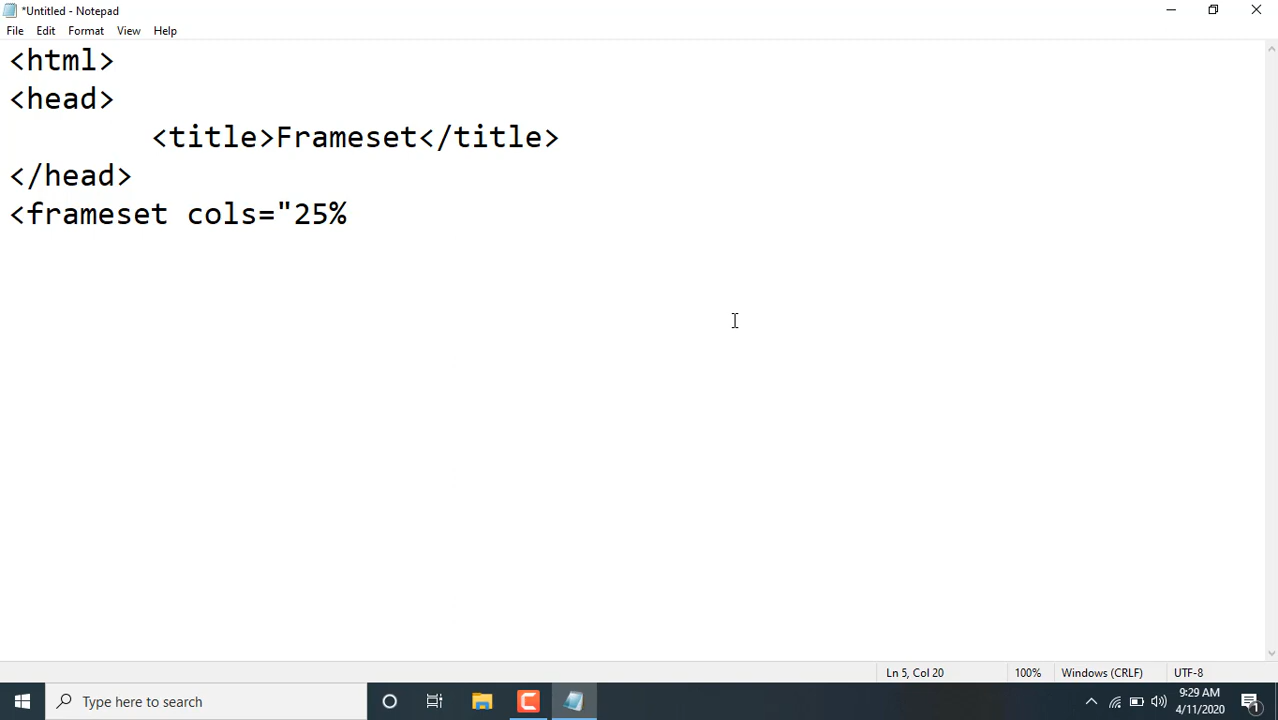 *Untitled - Notepad
File Edit Format View Help
<html>
<head>
<title>Frameset</title>
</head>
<frameset cols="25%
Ln 5, Col 20 100% Windows (CRLF) UTF-8
Type here to search
9:29 AM
4/11/2020
1